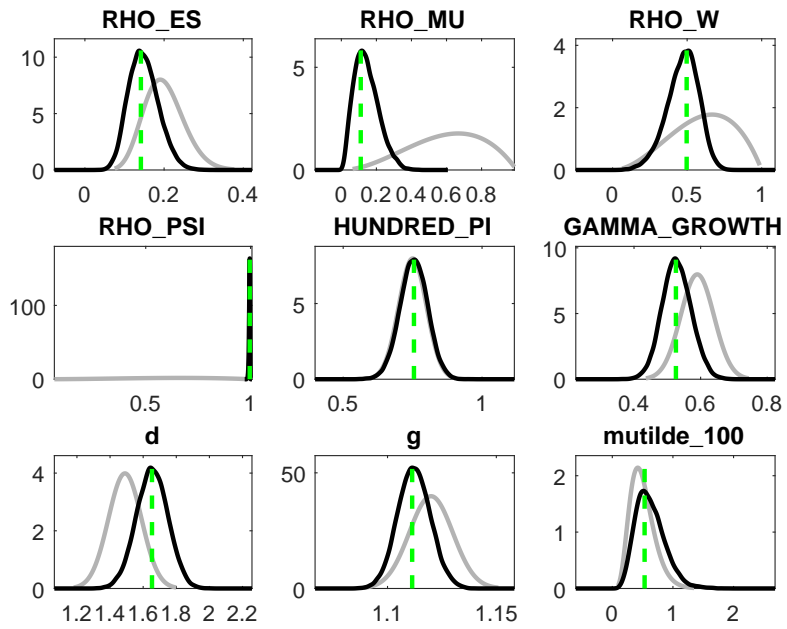 RHO_ES RHO_MU RHO_W
10 5 4
5 2
0 0 0
0 0.2 0.4 0 0.2 0.4 0.6 0.8 0 0.5 1
RHO_PSI HUNDRED_PI GAMMA_GROWTH
100 5 10
5
0 0 0
0.5 1 0.5 1 0.4 0.6 0.8
d g mutilde_100
4 50 2
2 1
0 0 0
1.2 1.4 1.6 1.8 2 2.2 1.1 1.15 0 1 2